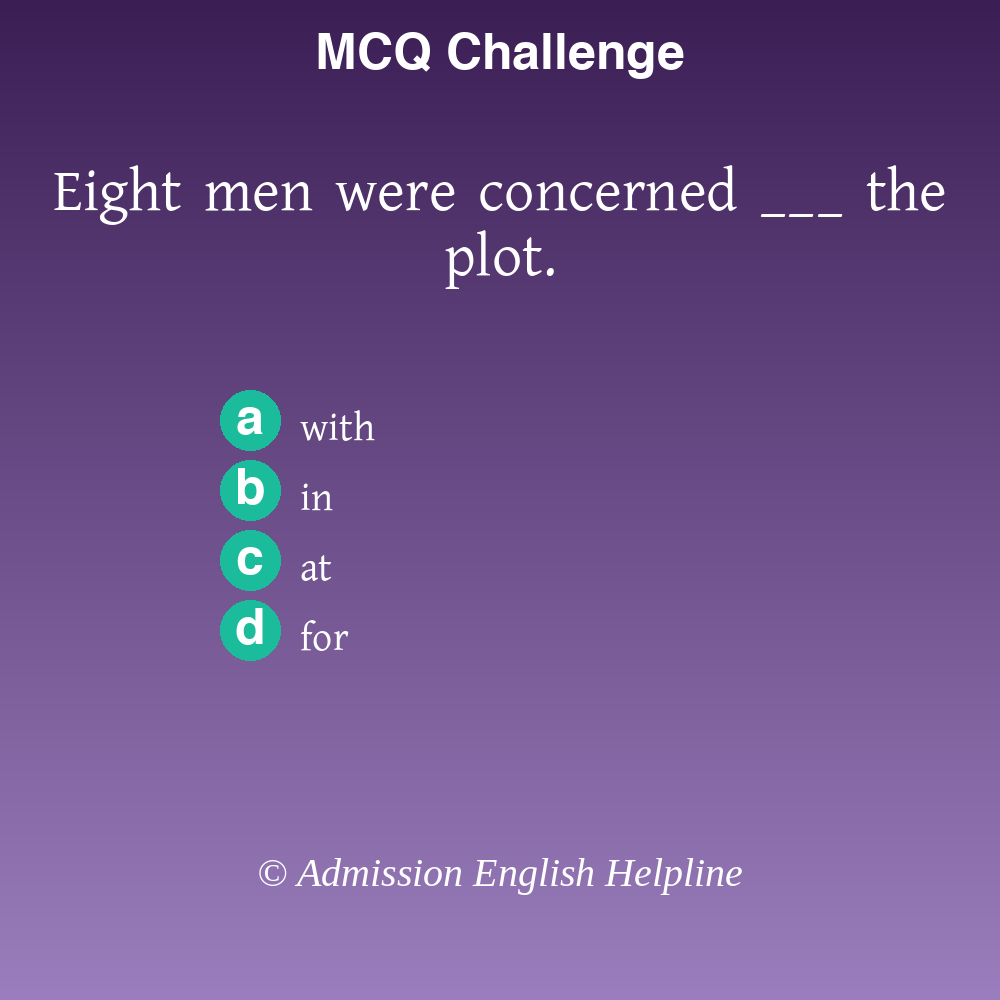 MCQ Challenge
Eight men were concerned ___ the
plot.
a with
b in
c at
d for
© Admission English Helpline